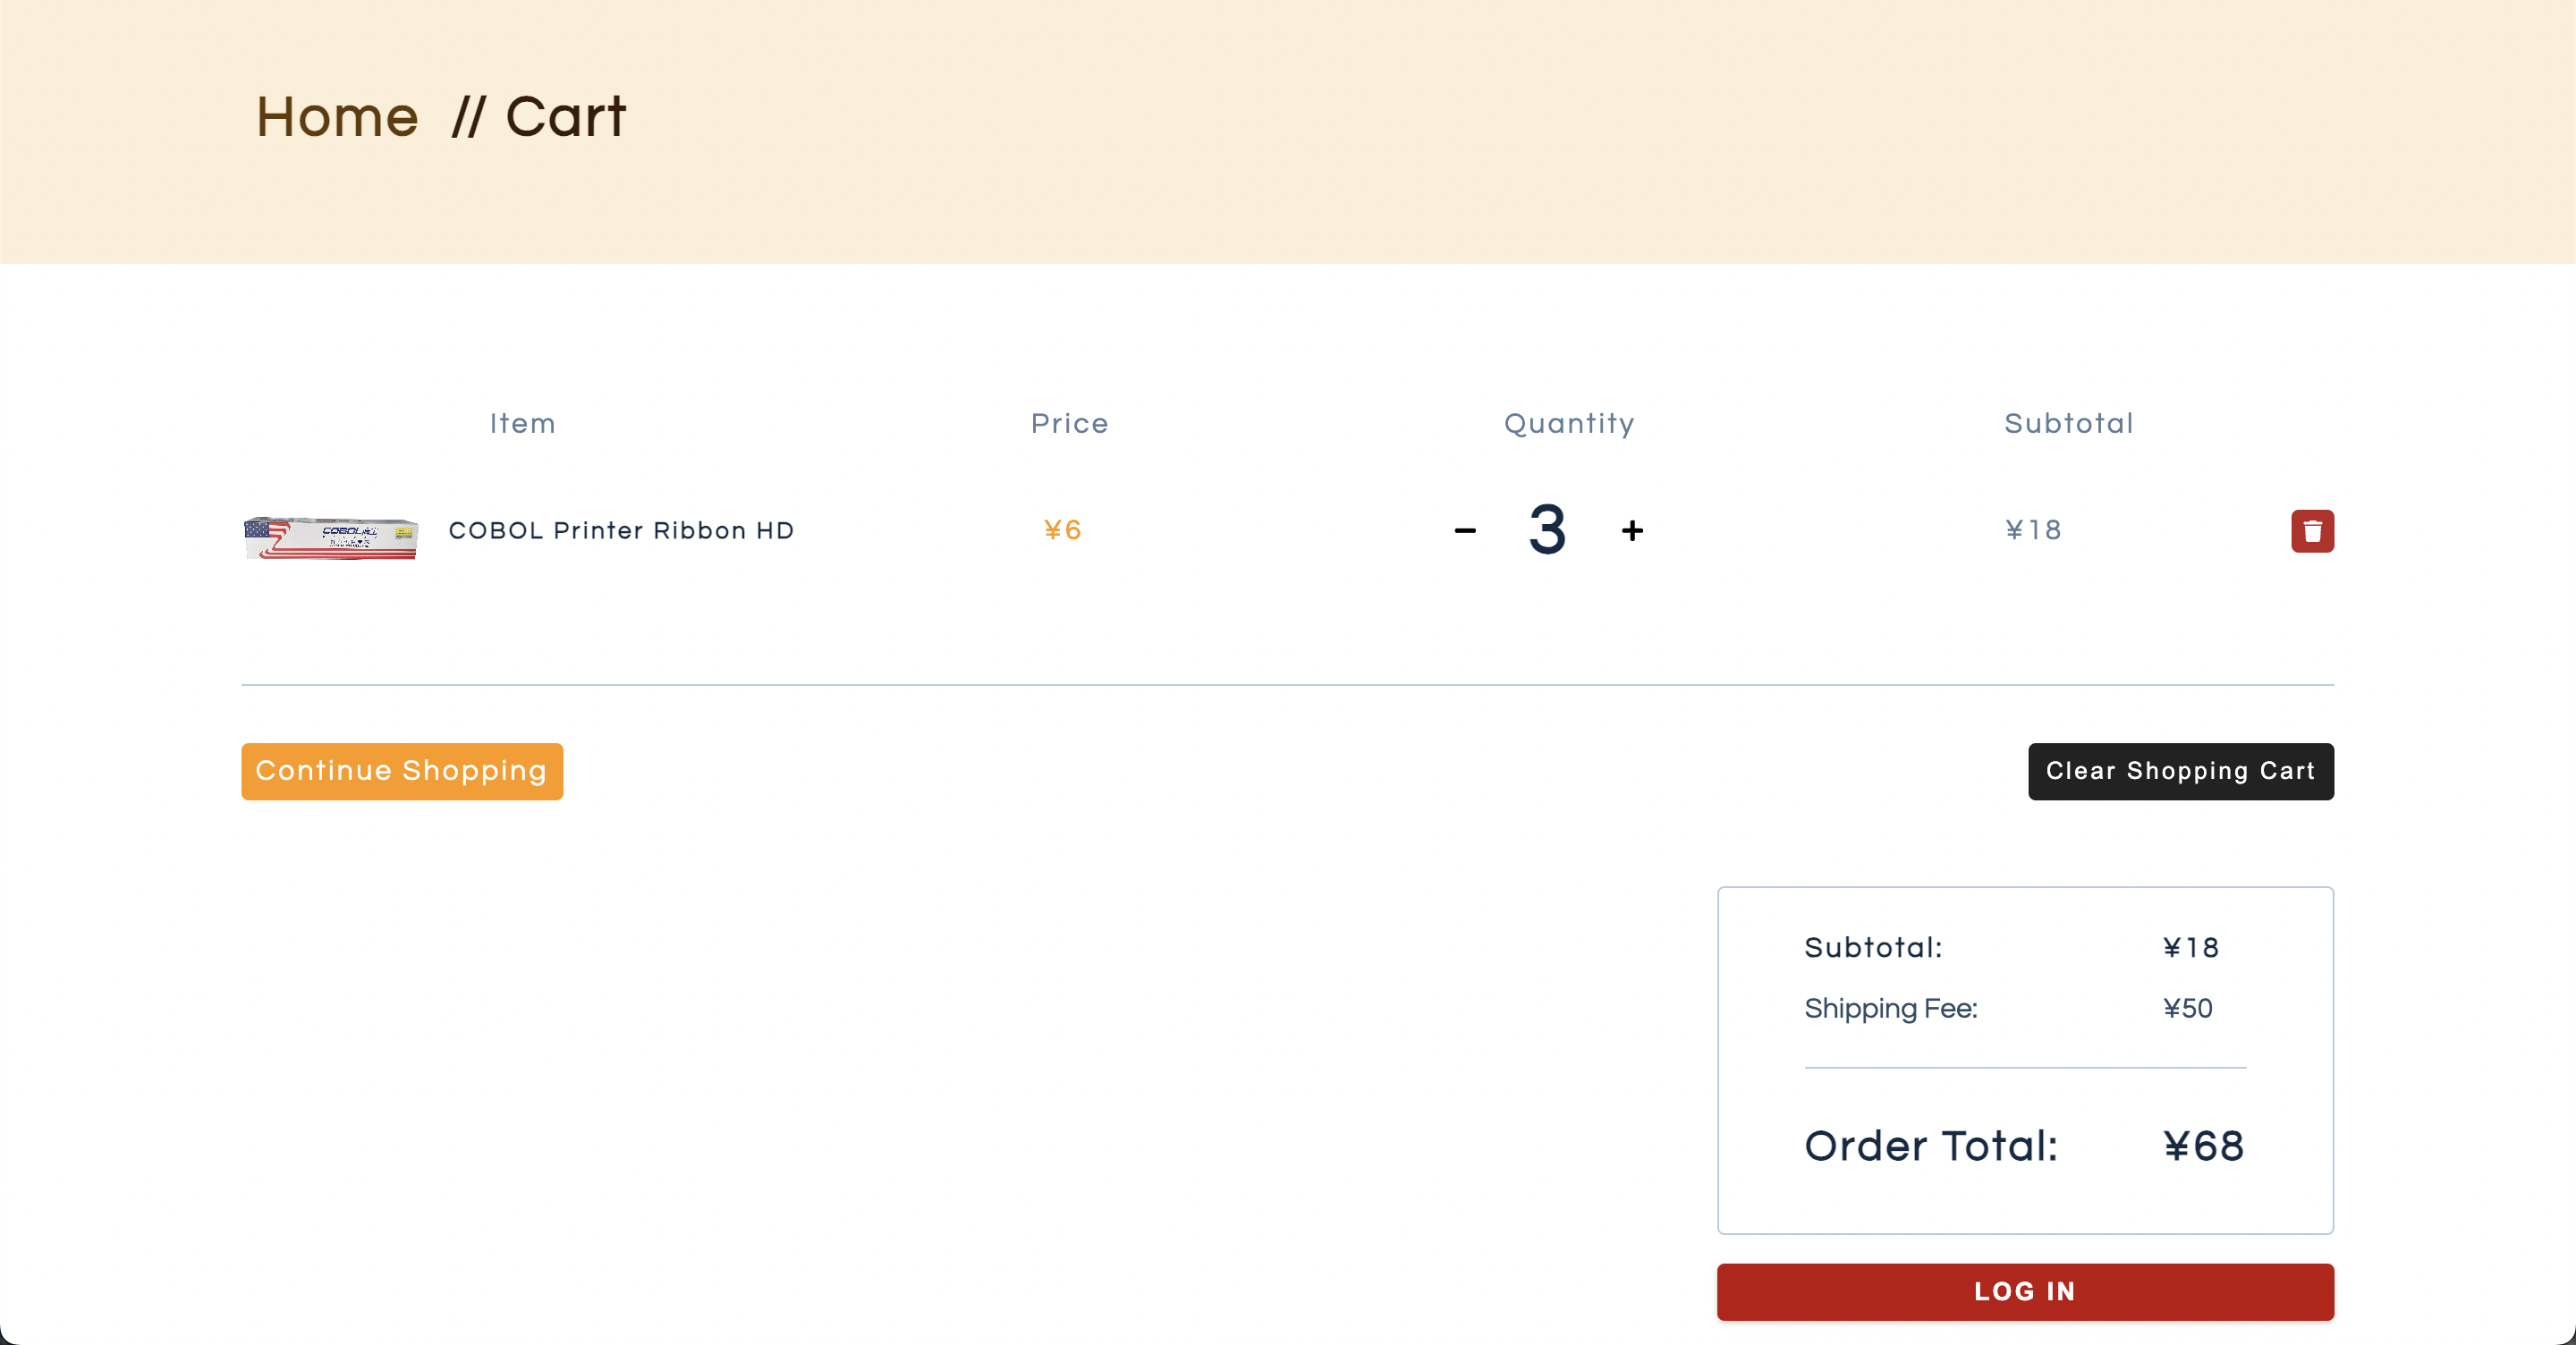 Home // Cart
Item Price Quantity Subtotal
COBOL Printer Ribbon HD ¥6 − 3 + ¥18
Continue Shopping Clear Shopping Cart
Subtotal: ¥18
Shipping Fee: ¥50
Order Total: ¥68
LOG IN